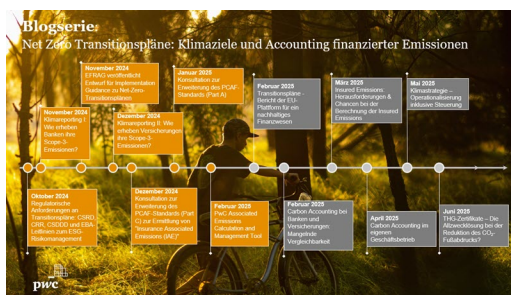 Blogserie
Net Zero Transitionspläne: Klimaziele und Accounting finanzierter Emissionen
November 2024
EFRAG veröffentlicht
Entwurf für Implementation
Guidance zu Net-Zero-
Transitionsplänen
Januar 2025
Konsultation zur
Erweiterung des PCAF-
Standards (Part A)
Februar 2025
Transitionspläne -
Bericht der EU-
Plattform für ein
nachhaltiges
Finanzwesen
März 2025
Insured Emissions:
Herausforderungen &
Chancen bei der
Berechnung der Insured
Emissions
Mai 2025
Klimastrategie –
Operationalisierung
inklusive Steuerung
November 2024
Klimareporting I:
Wie erheben
Banken ihre
Scope-3-
Emissionen?
Dezember 2024
Klimareporting II: Wie
erheben Versicherungen
ihre Scope-3-
Emissionen?
Oktober 2024
Regulatorische
Anforderungen an
Transitionspläne: CSRD,
CRR, CSDDD und EBA-
Leitlinien zum ESG-
Risikomanagement
Dezember 2024
Konsultation zur
Erweiterung des
PCAF-Standards (Part
C) zur Ermittlung von
"Insurance Associated
Emissions (IAE)"
Februar 2025
PwC Associated
Emissions
Calculation and
Management Tool
Februar 2025
Carbon Accounting bei
Banken und
Versicherungen:
Mangelnde
Vergleichbarkeit
April 2025
Carbon Accounting im
eigenen
Geschäftsbetrieb
Juni 2025
THG-Zertifikate – Die
Allzwecklösung bei der
Reduktion des CO₂-
Fußabdrucks?
pwc